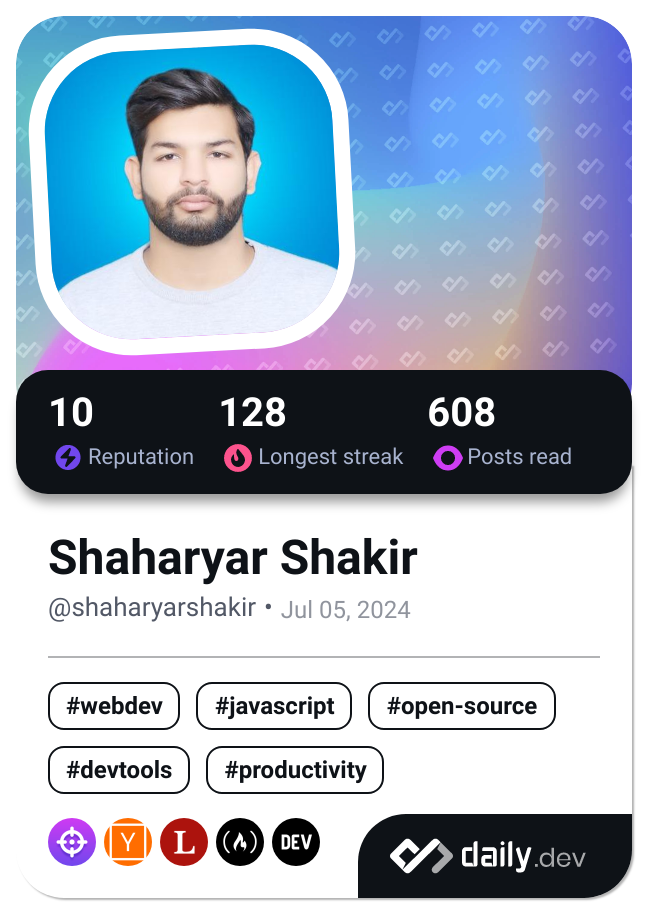 10 128 608
Reputation Longest streak Posts read
Shaharyar Shakir
@shaharyarshakir • Jul 05, 2024
#webdev #javascript #open-source
#devtools #productivity
Y L DEV
daily.dev